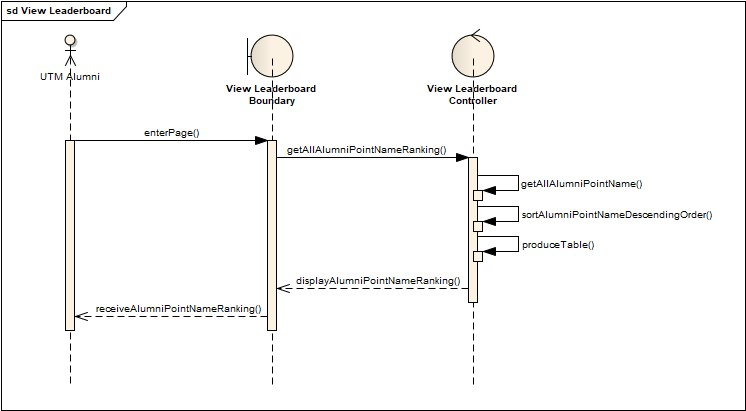 sd View Leaderboard
UTM Alumni
View Leaderboard
Boundary
View Leaderboard
Controller
enterPage()
getAllAlumniPointNameRanking()
getAllAlumniPointName()
sortAlumniPointNameDescendingOrder()
produceTable()
displayAlumniPointNameRanking()
receiveAlumniPointNameRanking()